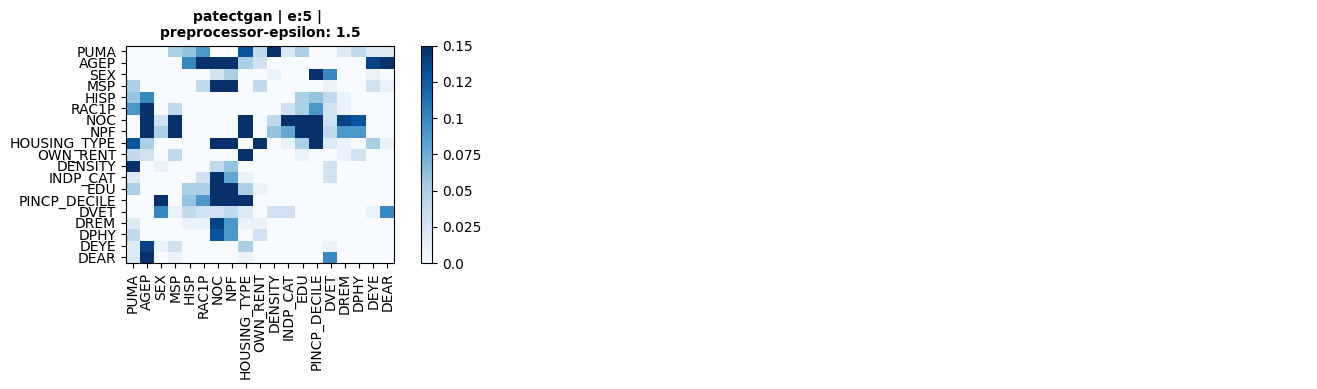 patectgan | e:5 |
preprocessor-epsilon: 1.5
PUMA
AGEP
SEX
MSP
HISP
RAC1P
NOC
NPF
HOUSING_TYPE
OWN_RENT
DENSITY
INDP_CAT
EDU
PINCP_DECILE
DVET
DREM
DPHY
DEYE
DEAR
PUMA
AGEP
SEX
MSP
HISP
RAC1P
NOC
NPF
HOUSING_TYPE
OWN_RENT
DENSITY
INDP_CAT
EDU
PINCP_DECILE
DVET
DREM
DPHY
DEYE
DEAR
0.15
0.125
0.1
0.075
0.05
0.025
0.0